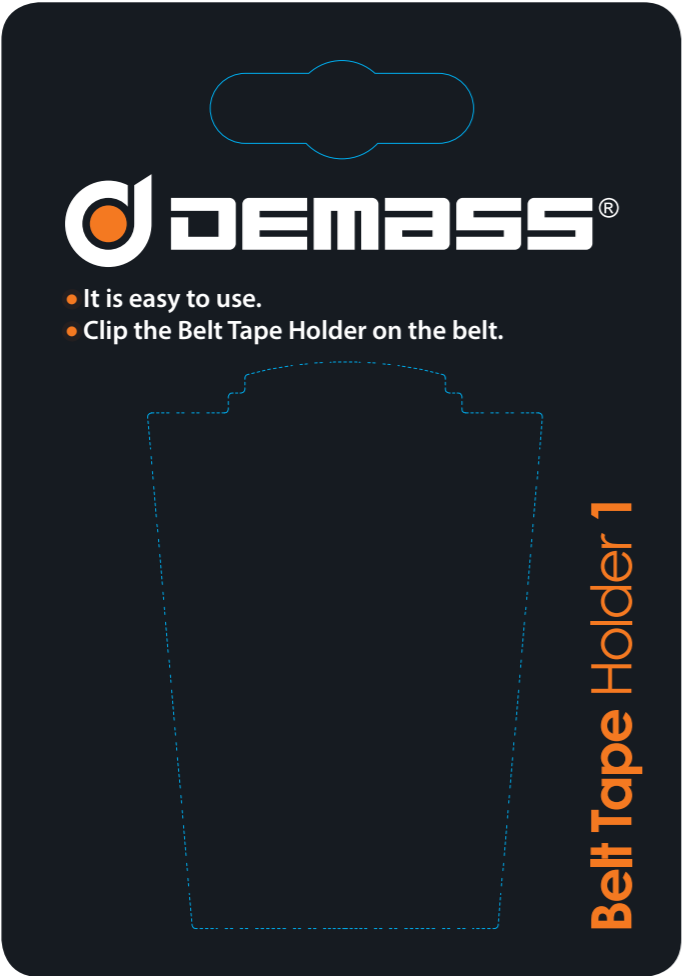 DEMASS®
• It is easy to use.
• Clip the Belt Tape Holder on the belt.
Belt Tape Holder 1